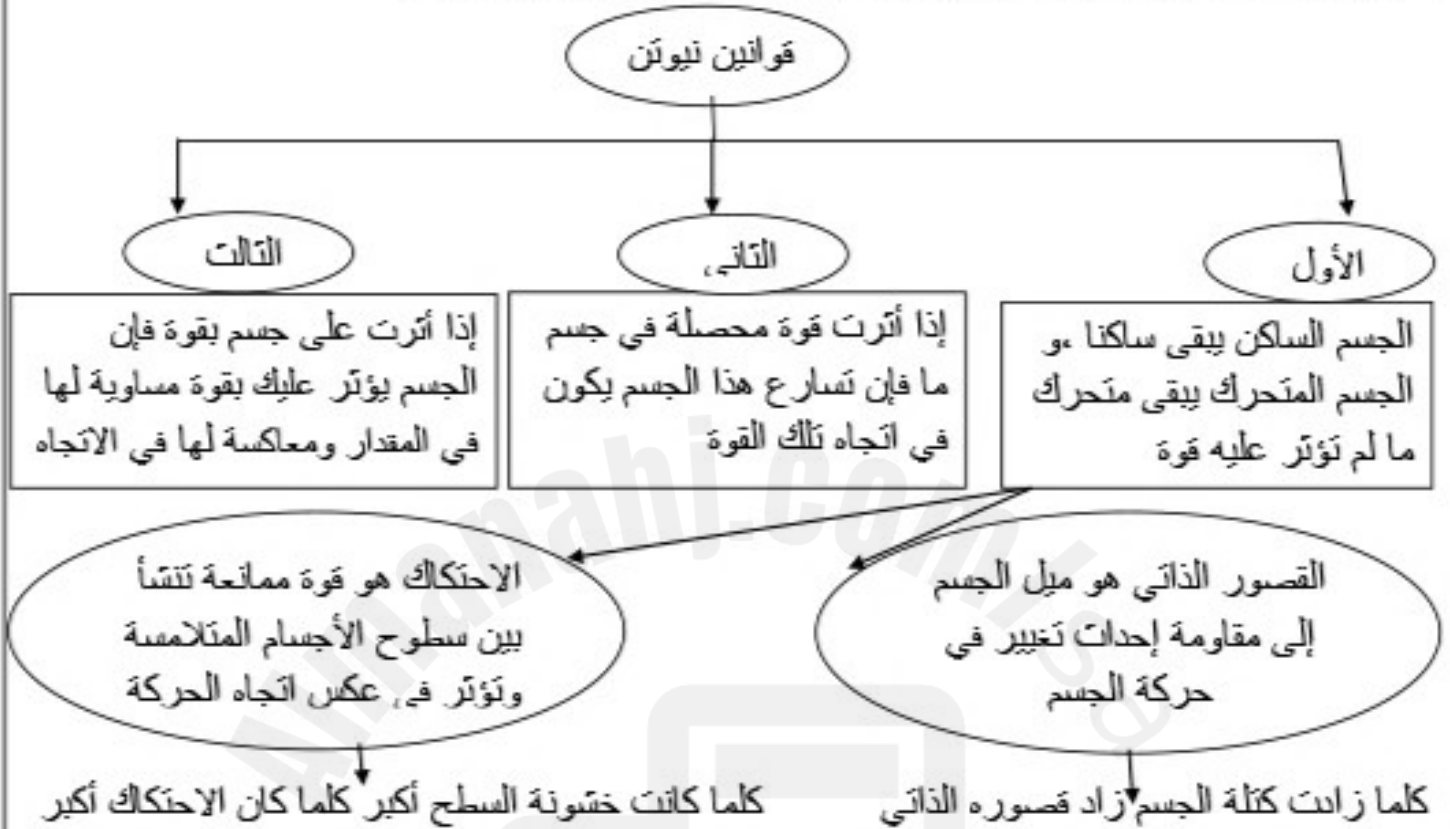 قوانين نيوتن
الأول
الثاني
الثالث
الجسم الساكن يبقى ساكنا ،و
الجسم المتحرك يبقى متحرك
ما لم تؤثر عليه قوة
إذا أثرت قوة محصلة في جسم
ما فإن تسارع هذا الجسم يكون
في اتجاه تلك القوة
إذا أثرت على جسم بقوة فإن
الجسم يؤثر عليك بقوة مساوية لها
في المقدار ومعاكسة لها في الاتجاه
القصور الذاتي هو ميل الجسم
إلى مقاومة إحداث تغيير في
حركة الجسم
الاحتكاك هو قوة ممانعة تنشأ
بين سطوح الأجسام المتلامسة
وتؤثر في عكس اتجاه الحركة
كلما زادت كتلة الجسم زاد قصوره الذاتي
كلما كانت خشونة السطح أكبر كلما كان الاحتكاك أكبر
Almanahj.com/sa